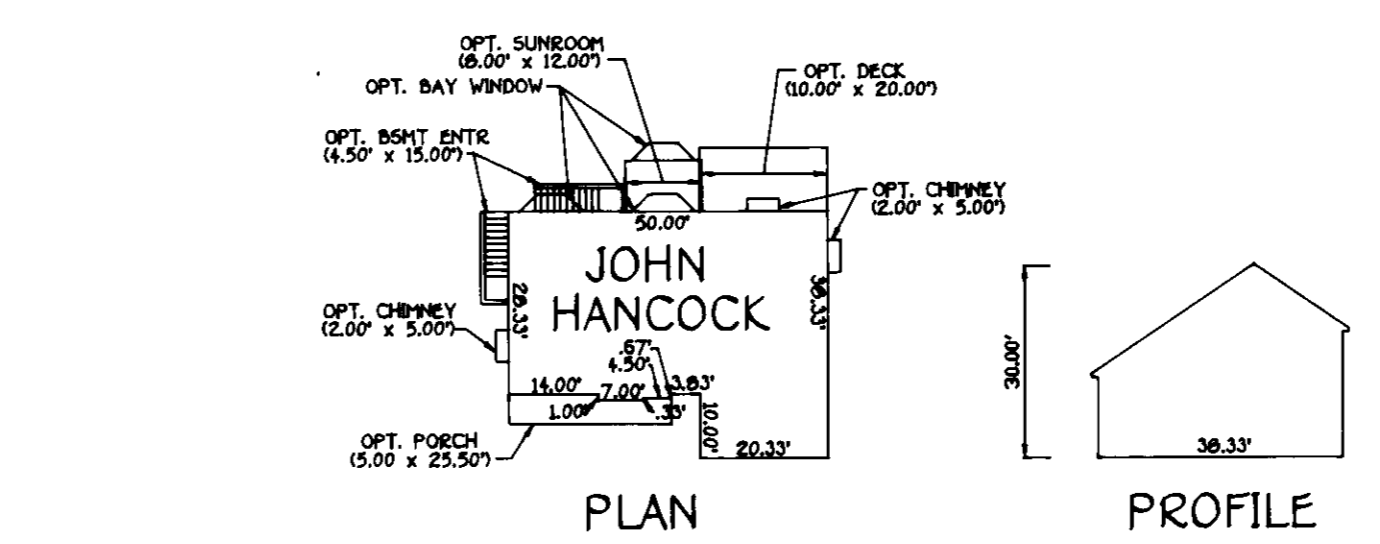 OPT. SUNROOM
(8.00' x 12.00')
OPT. BAY WINDOW
OPT. DECK
(10.00' x 20.00')
OPT. BSMT ENTR
(4.50' x 15.00')
OPT. CHIMNEY
(2.00' x 5.00')
50.00'
JOHN
HANCOCK
28.33'
38.33'
OPT. CHIMNEY
(2.00' x 5.00')
.67'
4.50'
14.00'
7.00'
3.83'
1.00'
.33'
10.00'
20.33'
OPT. PORCH
(5.00 x 25.50')
PLAN
30.00'
38.33'
PROFILE